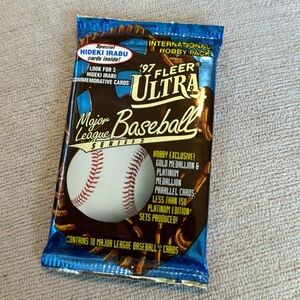 Special
HIDEKI IRABU
cards inside!
INTERNATIONAL
HOBBY PACK
LOOK FOR 3
HIDEKI IRABU
COMMEMORATIVE CARDS!
'97 FLEER
ULTRA
Major
League
Baseball
SERIES 2
HOBBY EXCLUSIVE!
GOLD MEDALLION &
PLATINUM
MEDALLION
PARALLEL CARDS
LESS THAN 150
PLATINUM EDITION
SETS PRODUCED!
CONTAINS 10 MAJOR LEAGUE BASEBALL CARDS